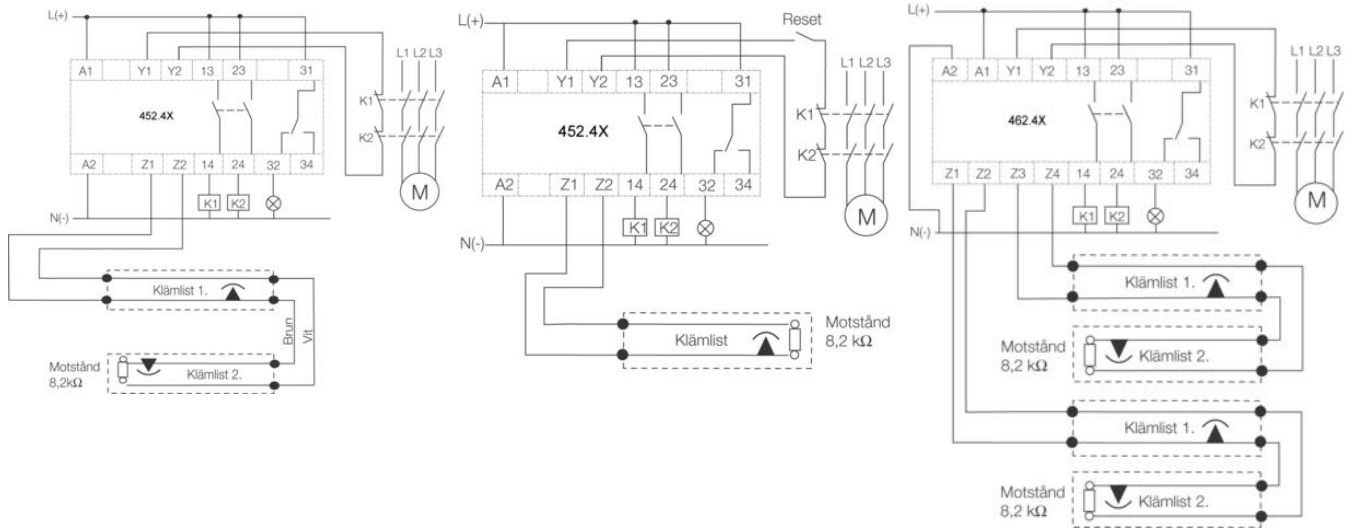 L(+)
A1 Y1 Y2 13 23 31
452.4X
A2 Z1 Z2 14 24 32 34
L1 L2 L3
K1
K2
M
K1 K2
N(-)
Klämlist 1.
Brun
Vit
Motstånd
8,2kΩ
Klämlist 2.
L(+)
Reset
A1 Y1 Y2 13 23 31
452.4X
A2 Z1 Z2 14 24 32 34
L1 L2 L3
K1
K2
M
K1 K2
N(-)
Klämlist
Motstånd
8,2 kΩ
L(+)
A2 A1 Y1 Y2 13 23 31
462.4X
Z1 Z2 Z3 Z4 14 24 32 34
L1 L2 L3
K1
K2
M
K1 K2
N(-)
Klämlist 1.
Motstånd
8,2 kΩ
Klämlist 2.
Klämlist 1.
Motstånd
8,2 kΩ
Klämlist 2.